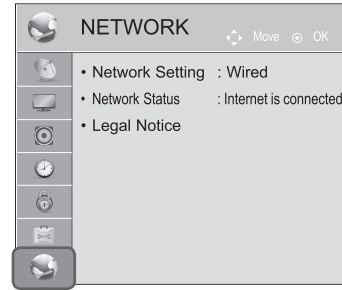 NETWORK Move OK
• Network Setting : Wired
• Network Status : Internet is connected
• Legal Notice